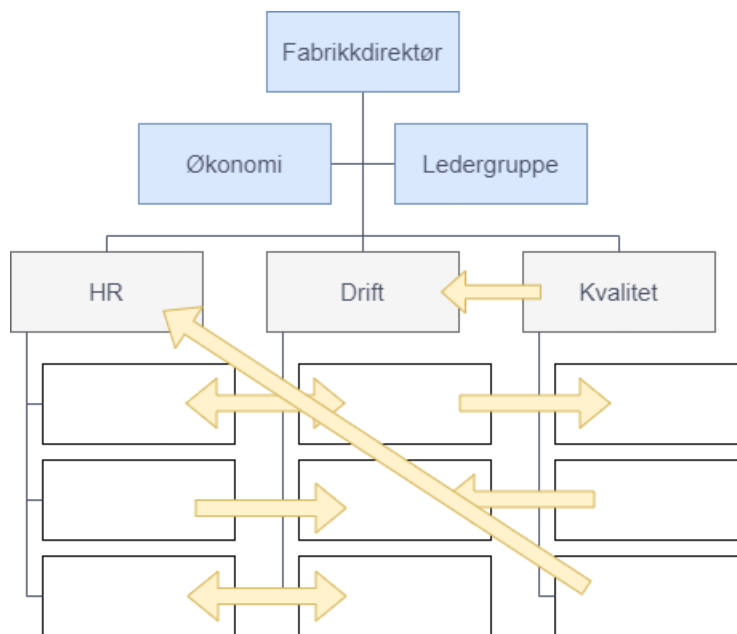 Fabrikkdirektør
Økonomi
Ledergruppe
HR
Drift
Kvalitet